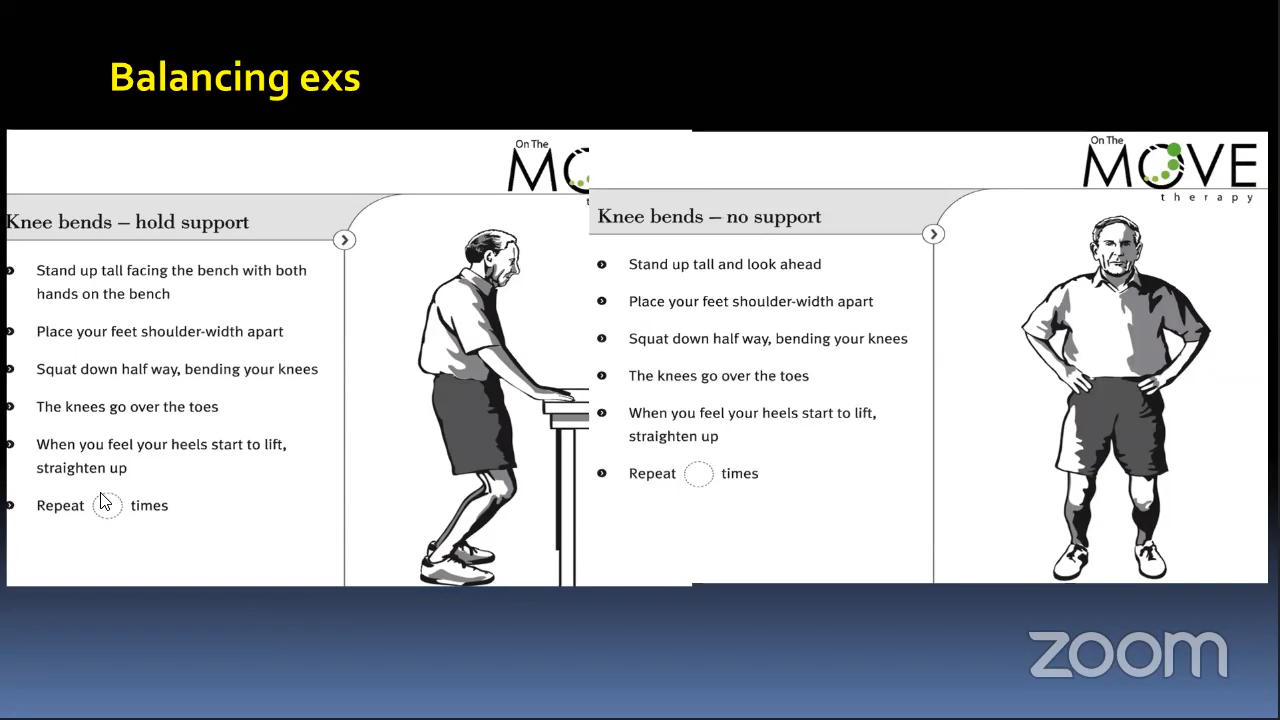 Balancing exs
On The
MO
Knee bends – hold support
Stand up tall facing the bench with both
hands on the bench
Place your feet shoulder-width apart
Squat down half way, bending your knees
The knees go over the toes
When you feel your heels start to lift,
straighten up
Repeat times
On The
MOVE
therapy
Knee bends – no support
Stand up tall and look ahead
Place your feet shoulder-width apart
Squat down half way, bending your knees
The knees go over the toes
When you feel your heels start to lift,
straighten up
Repeat times
zoom